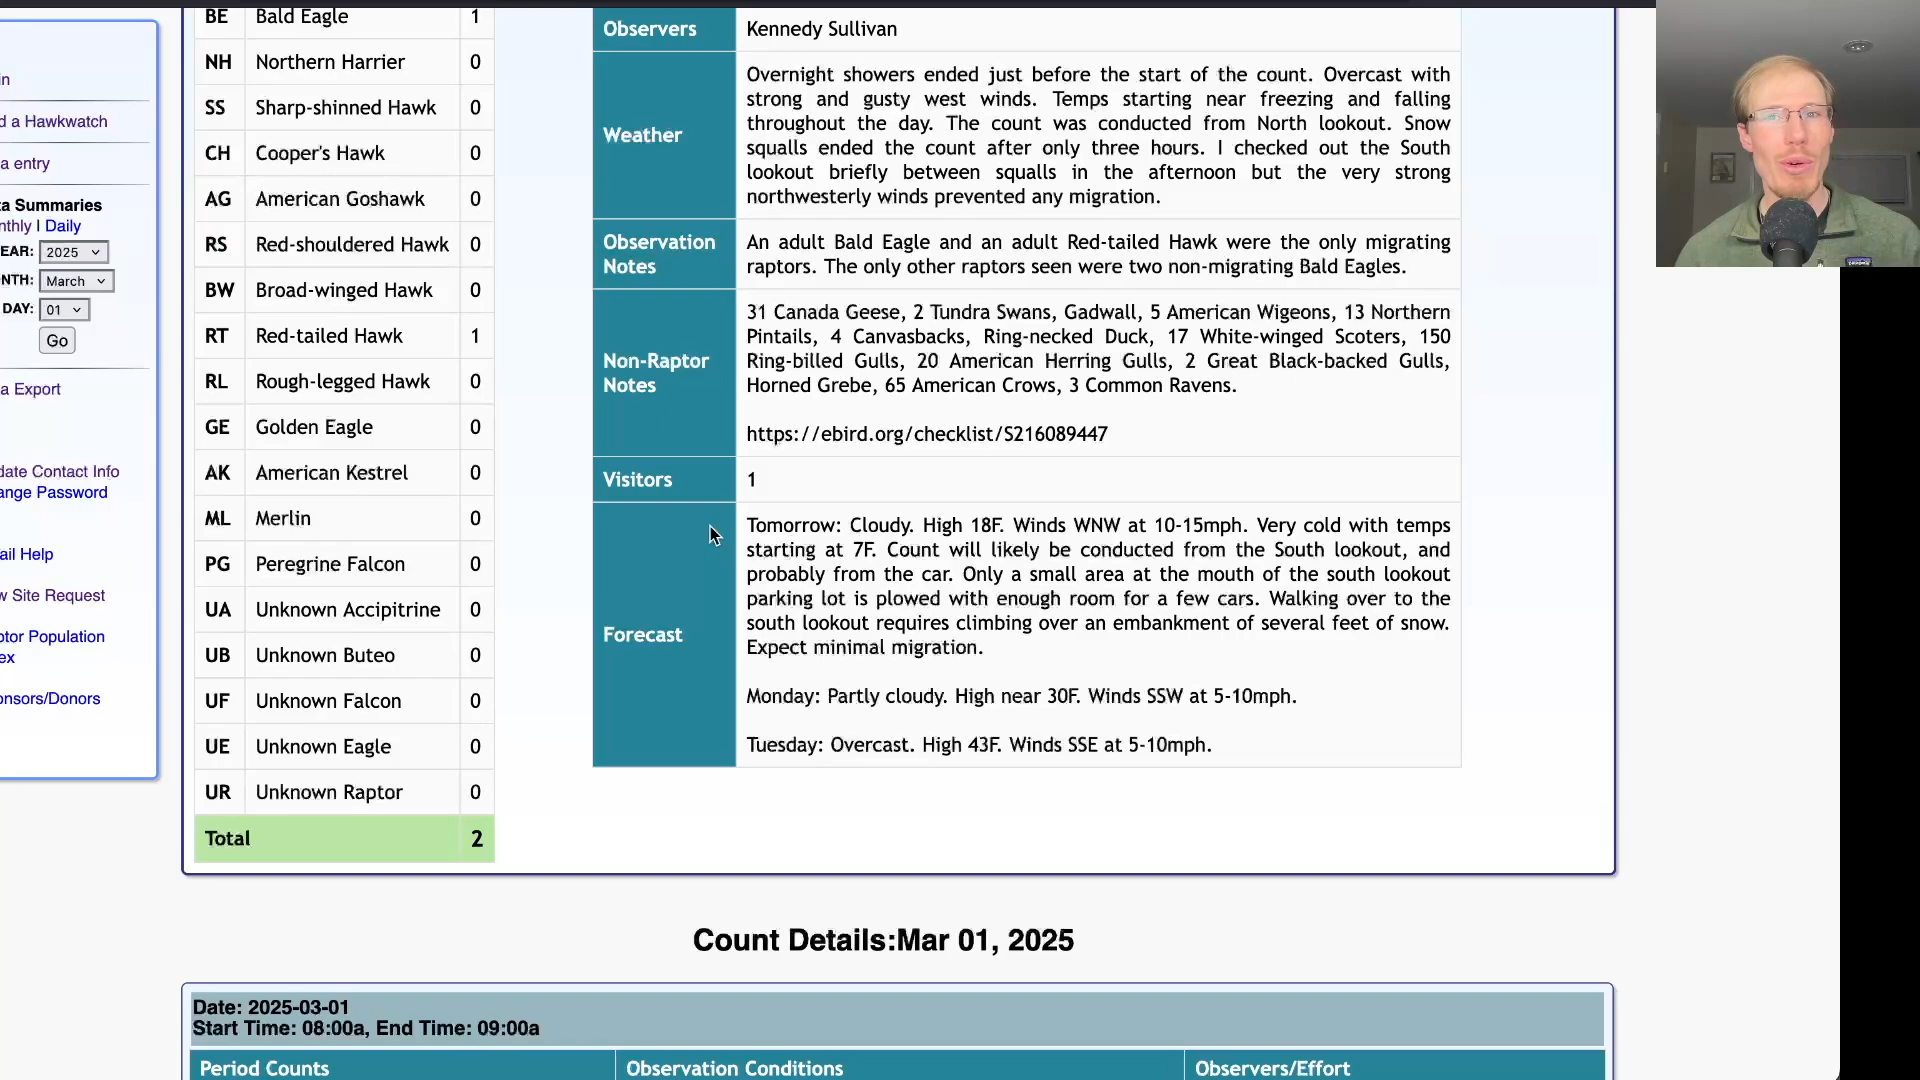 in
d a Hawkwatch
a entry
ta Summaries
nthly | Daily
EAR: 2025
NTH: March
DAY: 01
Go
a Export
date Contact Info
ange Password
ail Help
w Site Request
ptor Population
ex
onsors/Donors
BE Bald Eagle 1
NH Northern Harrier 0
SS Sharp-shinned Hawk 0
CH Cooper's Hawk 0
AG American Goshawk 0
RS Red-shouldered Hawk 0
BW Broad-winged Hawk 0
RT Red-tailed Hawk 1
RL Rough-legged Hawk 0
GE Golden Eagle 0
AK American Kestrel 0
ML Merlin 0
PG Peregrine Falcon 0
UA Unknown Accipitrine 0
UB Unknown Buteo 0
UF Unknown Falcon 0
UE Unknown Eagle 0
UR Unknown Raptor 0
Total 2
Observers
Kennedy Sullivan
Weather
Overnight showers ended just before the start of the count. Overcast with
strong and gusty west winds. Temps starting near freezing and falling
throughout the day. The count was conducted from North lookout. Snow
squalls ended the count after only three hours. I checked out the South
lookout briefly between squalls in the afternoon but the very strong
northwesterly winds prevented any migration.
Observation
Notes
An adult Bald Eagle and an adult Red-tailed Hawk were the only migrating
raptors. The only other raptors seen were two non-migrating Bald Eagles.
Non-Raptor
Notes
31 Canada Geese, 2 Tundra Swans, Gadwall, 5 American Wigeons, 13 Northern
Pintails, 4 Canvasbacks, Ring-necked Duck, 17 White-winged Scoters, 150
Ring-billed Gulls, 20 American Herring Gulls, 2 Great Black-backed Gulls,
Horned Grebe, 65 American Crows, 3 Common Ravens.
https://ebird.org/checklist/S216089447
Visitors
1
Forecast
Tomorrow: Cloudy. High 18F. Winds WNW at 10-15mph. Very cold with temps
starting at 7F. Count will likely be conducted from the South lookout, and
probably from the car. Only a small area at the mouth of the south lookout
parking lot is plowed with enough room for a few cars. Walking over to the
south lookout requires climbing over an embankment of several feet of snow.
Expect minimal migration.
Monday: Partly cloudy. High near 30F. Winds SSW at 5-10mph.
Tuesday: Overcast. High 43F. Winds SSE at 5-10mph.
Count Details:Mar 01, 2025
Date: 2025-03-01
Start Time: 08:00a, End Time: 09:00a
Period Counts
Observation Conditions
Observers/Effort